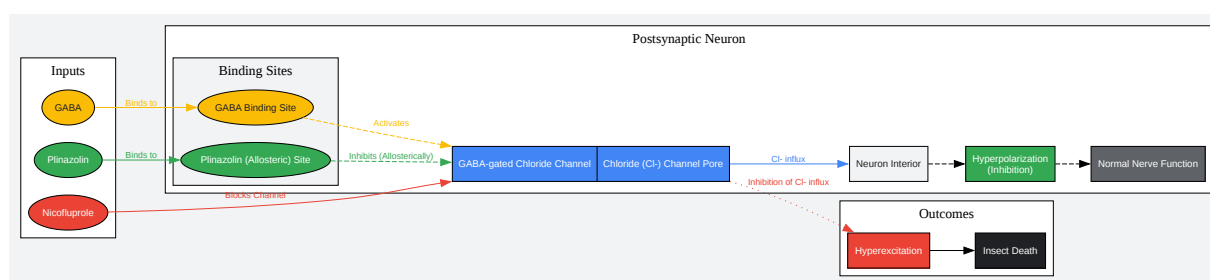 Postsynaptic Neuron
Inputs
Binding Sites
GABA
Binds to
GABA Binding Site
Activates
Plinazolin
Binds to
Plinazolin (Allosteric) Site
Inhibits (Allosterically)
GABA-gated Chloride Channel
Chloride (Cl-) Channel Pore
Cl- influx
Neuron Interior
Hyperpolarization
(Inhibition)
Normal Nerve Function
Nicofluprole
Blocks Channel
Inhibition of Cl- influx
Outcomes
Hyperexcitation
Insect Death